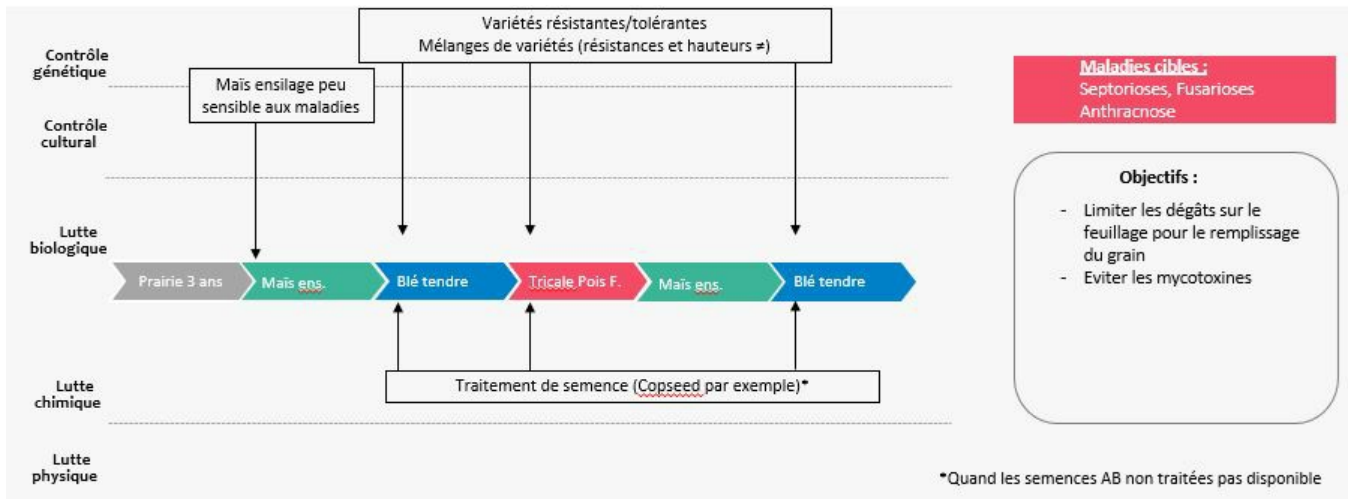 Variétés résistantes/tolérantes
Mélanges de variétés (résistances et hauteurs ≠)
Contrôle
génétique
Maïs ensilage peu
sensible aux maladies
Contrôle
cultural
Lutte
biologique
Prairie 3 ans
Maïs ens.
Blé tendre
Tricale Pois F.
Maïs ens.
Blé tendre
Traitement de semence (Copseed par exemple)*
Lutte
chimique
Lutte
physique
Maladies cibles :
Septorioses, Fusarioses
Anthracnose
Objectifs :
- Limiter les dégâts sur le
feuillage pour le remplissage
du grain
- Eviter les mycotoxines
*Quand les semences AB non traitées pas disponible